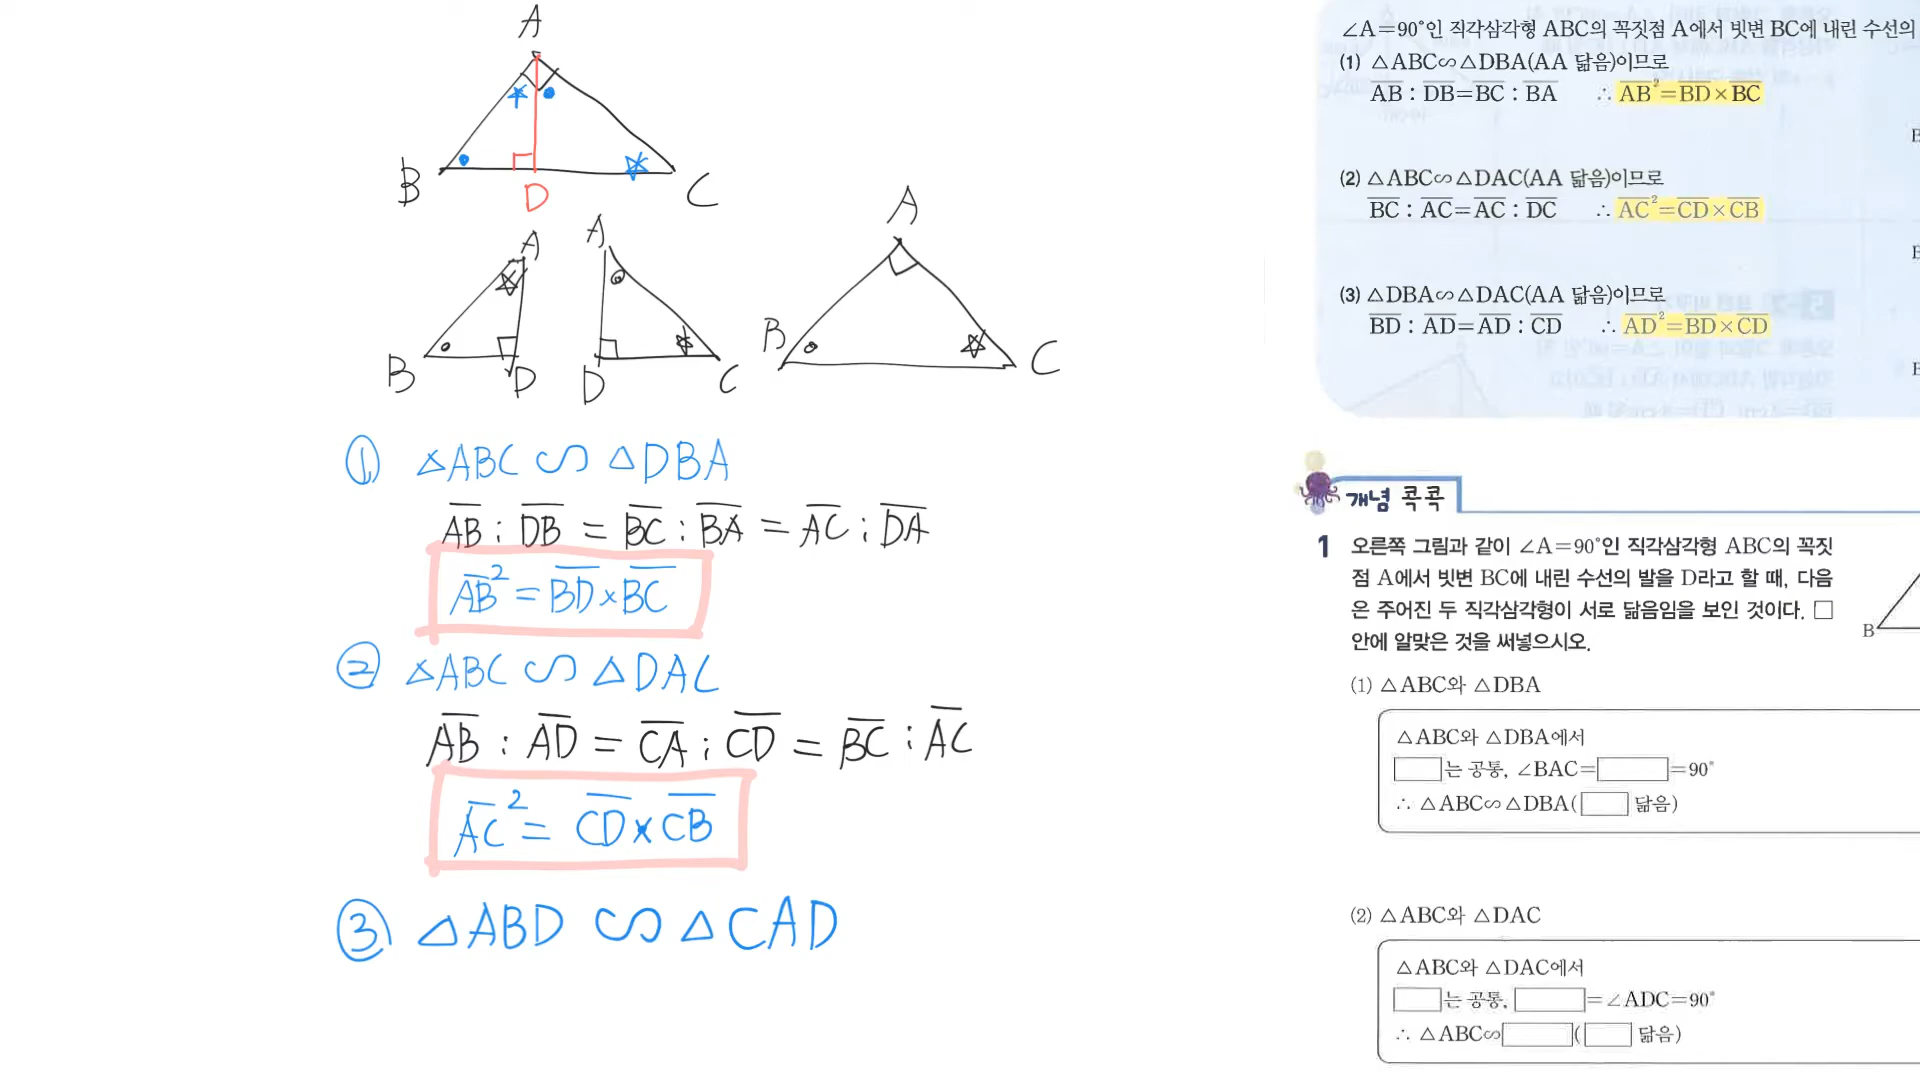 A
B
D
C
A
B
D
A
D
C
A
B
C
① △ABC ∽ △DBA
AB : DB = BC : BA = AC : DA
AB² = BD × BC
② △ABC ∽ △DAC
AB : AD = CA : CD = BC : AC
AC² = CD × CB
③ △ABD ∽ △CAD
∠A=90°인 직각삼각형 ABC의 꼭짓점 A에서 빗변 BC에 내린 수선의
(1) △ABC∽△DBA(AA 닮음)이므로
AB : DB=BC : BA ∴ AB²=BD×BC
(2) △ABC∽△DAC(AA 닮음)이므로
BC : AC=AC : DC ∴ AC²=CD×CB
(3) △DBA∽△DAC(AA 닮음)이므로
BD : AD=AD : CD ∴ AD²=BD×CD
개념 콕콕
1 오른쪽 그림과 같이 ∠A=90°인 직각삼각형 ABC의 꼭짓
점 A에서 빗변 BC에 내린 수선의 발을 D라고 할 때, 다음
은 주어진 두 직각삼각형이 서로 닮음임을 보인 것이다. □
안에 알맞은 것을 써넣으시오.
B
(1) △ABC와 △DBA
△ABC와 △DBA에서
□는 공통, ∠BAC=□=90°
∴ △ABC∽△DBA(□ 닮음)
(2) △ABC와 △DAC
△ABC와 △DAC에서
□는 공통, □=∠ADC=90°
∴ △ABC∽□(□ 닮음)